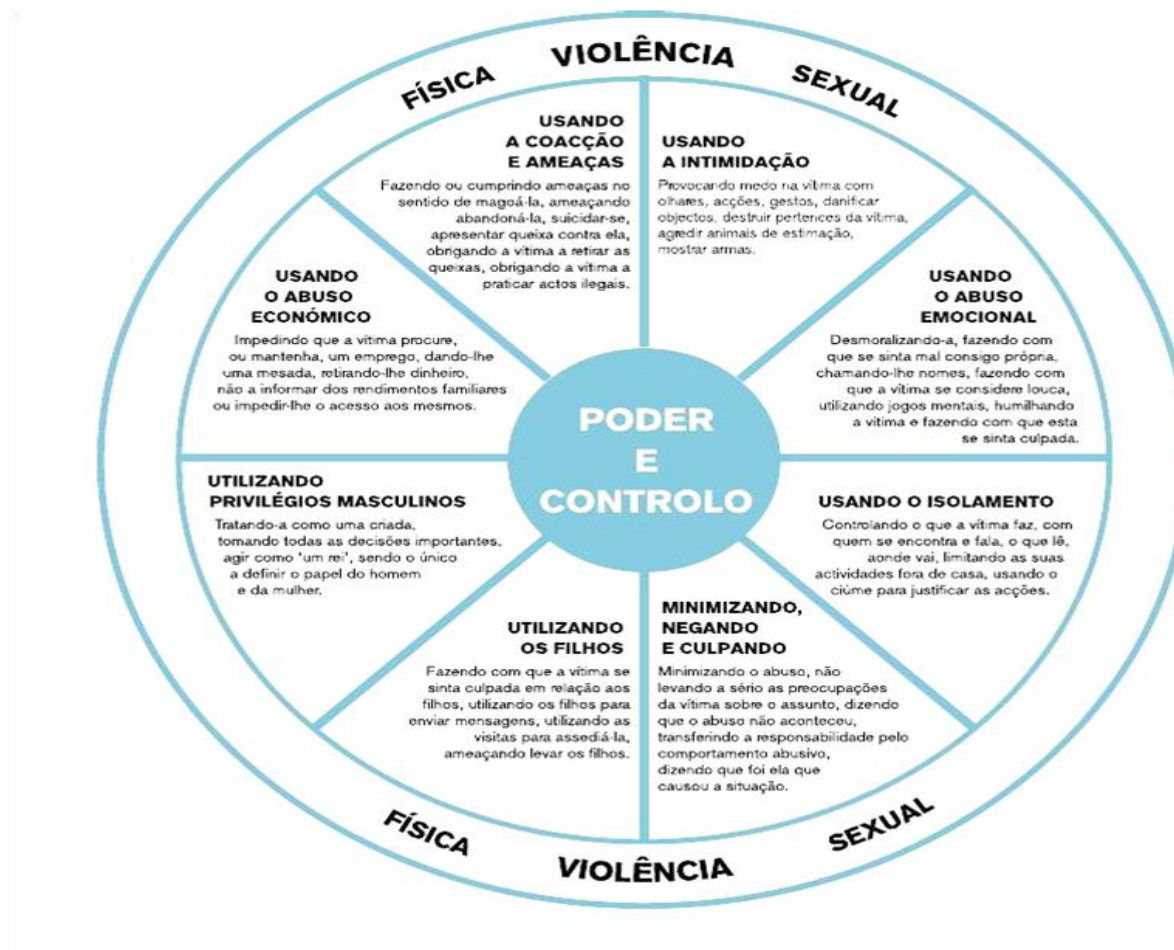 FÍSICA VIOLÊNCIA SEXUAL
USANDO
A COACÇÃO
E AMEAÇAS
Fazendo ou cumprindo ameaças no
sentido de magoá-la, ameaçando
abandoná-la, suicidar-se,
apresentar queixa contra ela,
obrigando a vítima a retirar as
queixas, obrigando a vítima a
praticar actos ilegais.
USANDO
A INTIMIDAÇÃO
Provocando medo na vítima com
olhares, acções, gestos, danificar
objectos, destruir pertences da vítima,
agredir animais de estimação,
mostrar armas.
USANDO
O ABUSO
EMOCIONAL
Desmoralizando-a, fazendo com
que se sinta mal consigo própria,
chamando-lhe nomes, fazendo com
que a vítima se considere louca,
utilizando jogos mentais, humilhando
a vítima e fazendo com que esta
se sinta culpada.
USANDO O ISOLAMENTO
Controlando o que a vítima faz, com
quem se encontra e fala, o que lê,
aonde vai, limitando as suas
actividades fora de casa, usando o
ciúme para justificar as acções.
MINIMIZANDO,
NEGANDO
E CULPANDO
Minimizando o abuso, não
levando a sério as preocupações
da vítima sobre o assunto, dizendo
que o abuso não aconteceu,
transferindo a responsabilidade pelo
comportamento abusivo,
dizendo que foi ela que
causou a situação.
UTILIZANDO
OS FILHOS
Fazendo com que a vítima se
sinta culpada em relação aos
filhos, utilizando os filhos para
enviar mensagens, utilizando as
visitas para assediá-la,
ameaçando levar os filhos.
UTILIZANDO
PRIVILÉGIOS MASCULINOS
Tratando-a como uma criada,
tomando todas as decisões importantes,
agir como ‘um rei’, sendo o único
a definir o papel do homem
e da mulher.
USANDO
O ABUSO
ECONÓMICO
Impedindo que a vítima procure,
ou mantenha, um emprego, dando-lhe
uma mesada, retirando-lhe dinheiro,
não a informar dos rendimentos familiares
ou impedir-lhe o acesso aos mesmos.
PODER
E
CONTROLO
FÍSICA VIOLÊNCIA SEXUAL